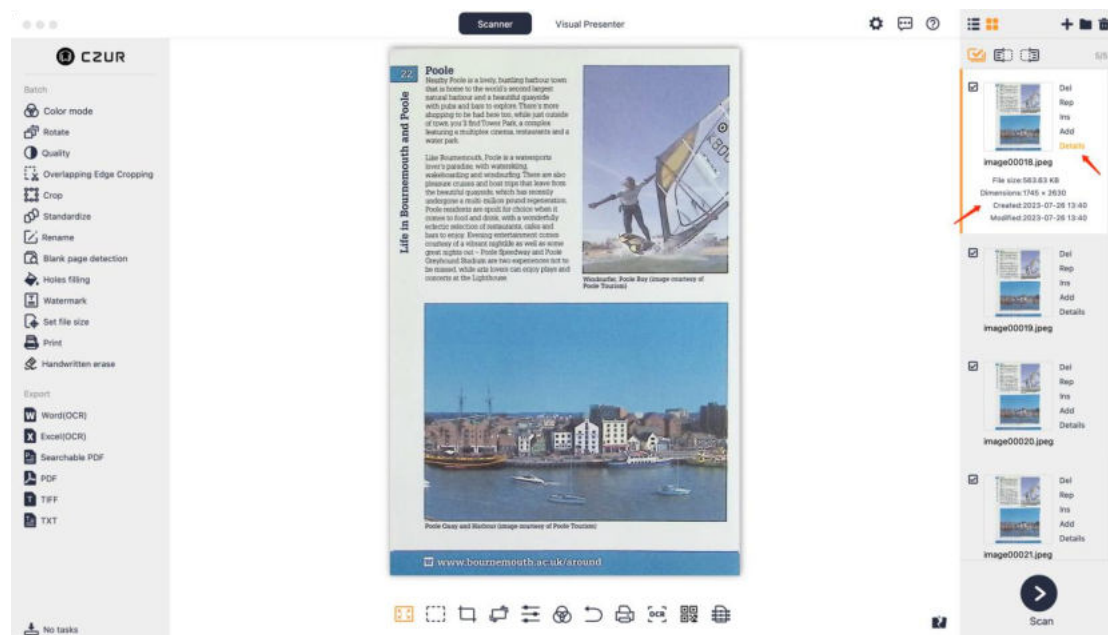 Scanner
Visual Presenter
CZUR
Batch
Color mode
Rotate
Quality
Overlapping Edge Cropping
Crop
Standardize
Rename
Blank page detection
Holes filling
Watermark
Set file size
Print
Handwritten erase
Export
Word(OCR)
Excel(OCR)
Searchable PDF
PDF
TIFF
TXT
No tasks
22
Life in Bournemouth and Poole
Poole
Nearby Poole is a lovely, bustling harbour town
that is home to the world's second largest
natural harbour and a beautiful quayside
with pubs and bars to explore. There's more
shopping to be had here too, while just outside
of town you'll find Tower Park, a complex
featuring a multiplex cinema, restaurants and a
water park.
Like Bournemouth, Poole is a watersports
lover's paradise, with waterskiing,
wakeboarding and windsurfing. There are also
pleasure cruises and boat trips that leave from
the beautiful quayside, which has recently
undergone a multi-million pound regeneration.
Poole residents are spoilt for choice when it
comes to food and drink, with a wonderfully
eclectic selection of restaurants, cafes and
bars to enjoy. Evening entertainment comes
courtesy of a vibrant nightlife as well as some
great nights out – Poole Speedway and Poole
Greyhound Stadium are two experiences not to
be missed, while arts lovers can enjoy plays and
concerts at the Lighthouse.
Windsurfer, Poole Bay (image courtesy of
Poole Tourism)
Poole Quay and Harbour (image courtesy of Poole Tourism)
www.bournemouth.ac.uk/around
OCR
5/5
Del
Rep
Ins
Add
Details
image00018.jpeg
File size:563.63 KB
Dimensions:1745 × 2630
Created:2023-07-26 13:40
Modified:2023-07-26 13:40
Del
Rep
Ins
Add
Details
image00019.jpeg
Del
Rep
Ins
Add
Details
image00020.jpeg
Del
Rep
Ins
Add
Details
image00021.jpeg
Scan